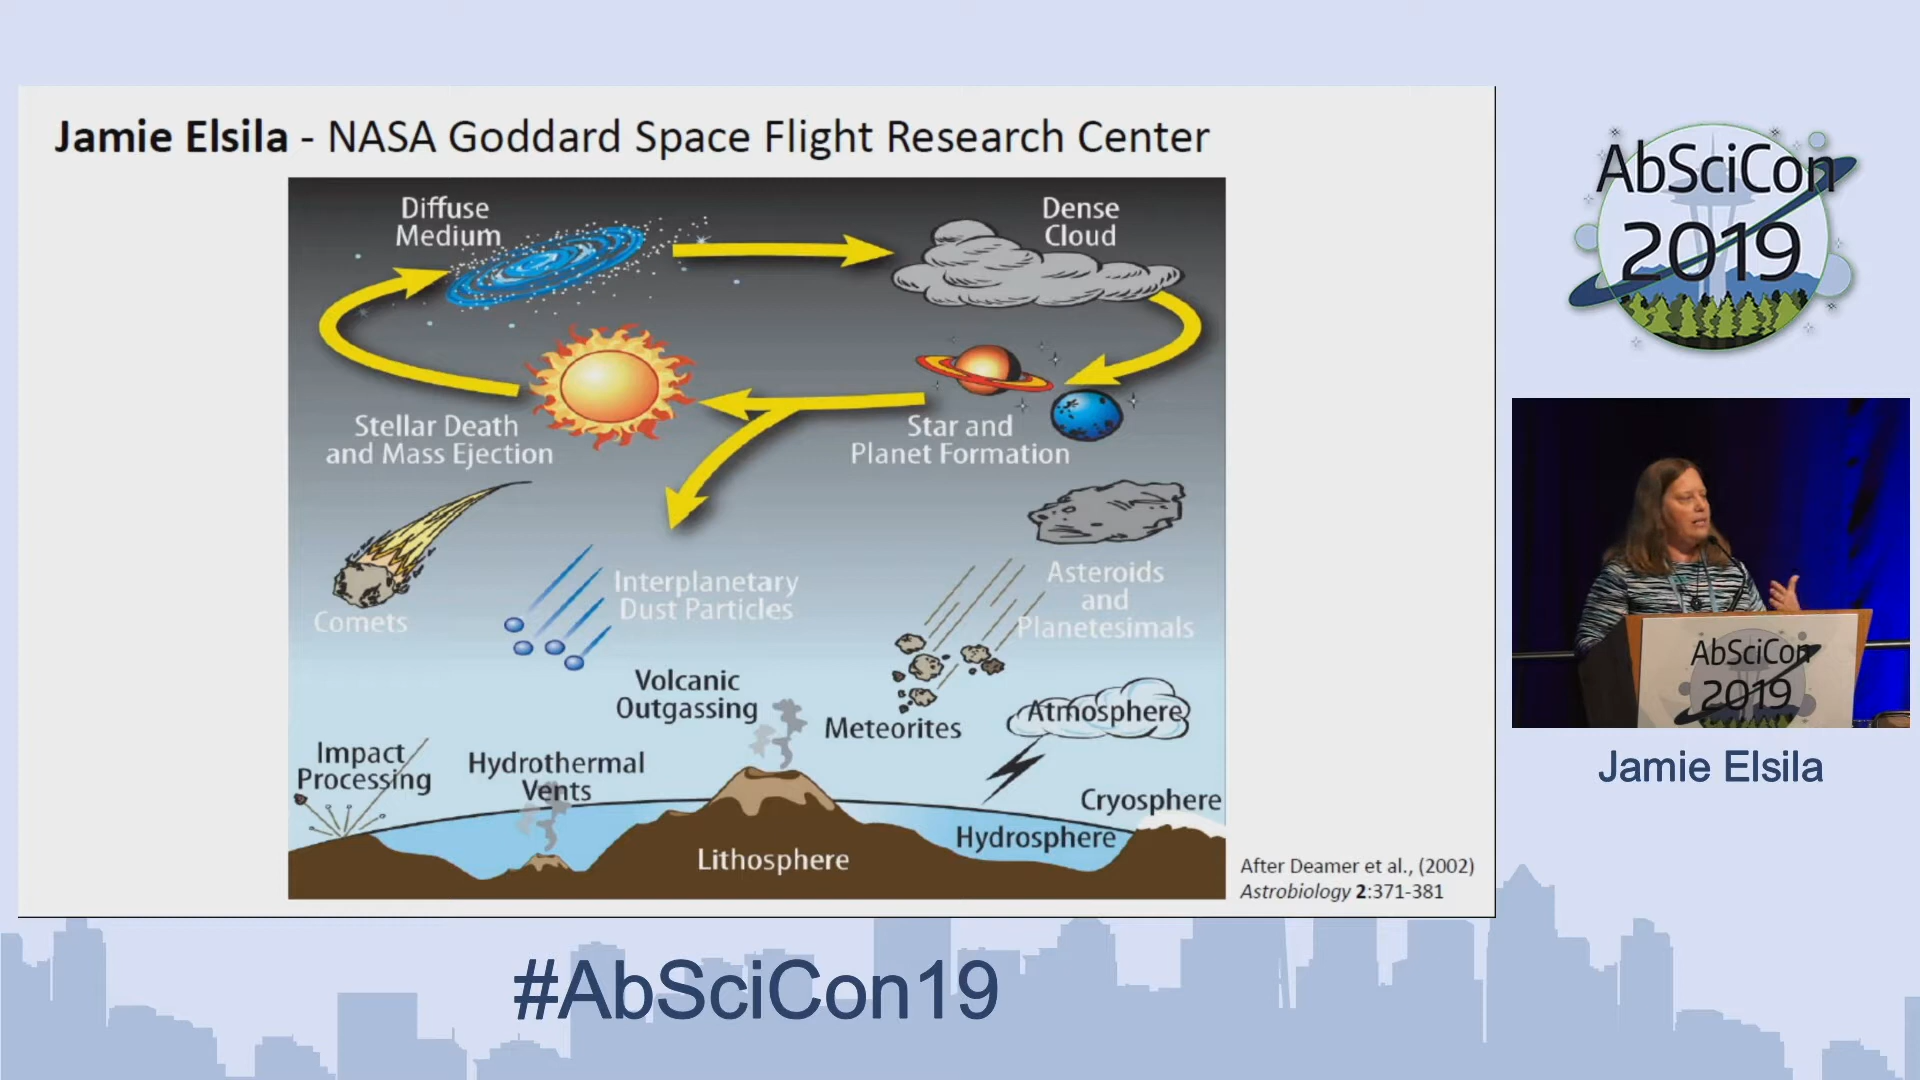 Jamie Elsila - NASA Goddard Space Flight Research Center
Diffuse
Medium
Dense
Cloud
Stellar Death
and Mass Ejection
Star and
Planet Formation
Comets
Interplanetary
Dust Particles
Asteroids
and
Planetesimals
Volcanic
Outgassing
Meteorites
Atmosphere
Impact
Processing
Hydrothermal
Vents
Cryosphere
Hydrosphere
Lithosphere
After Deamer et al., (2002)
Astrobiology 2:371-381
AbSciCon
2019
AbSciCon
2019
Jamie Elsila
#AbSciCon19